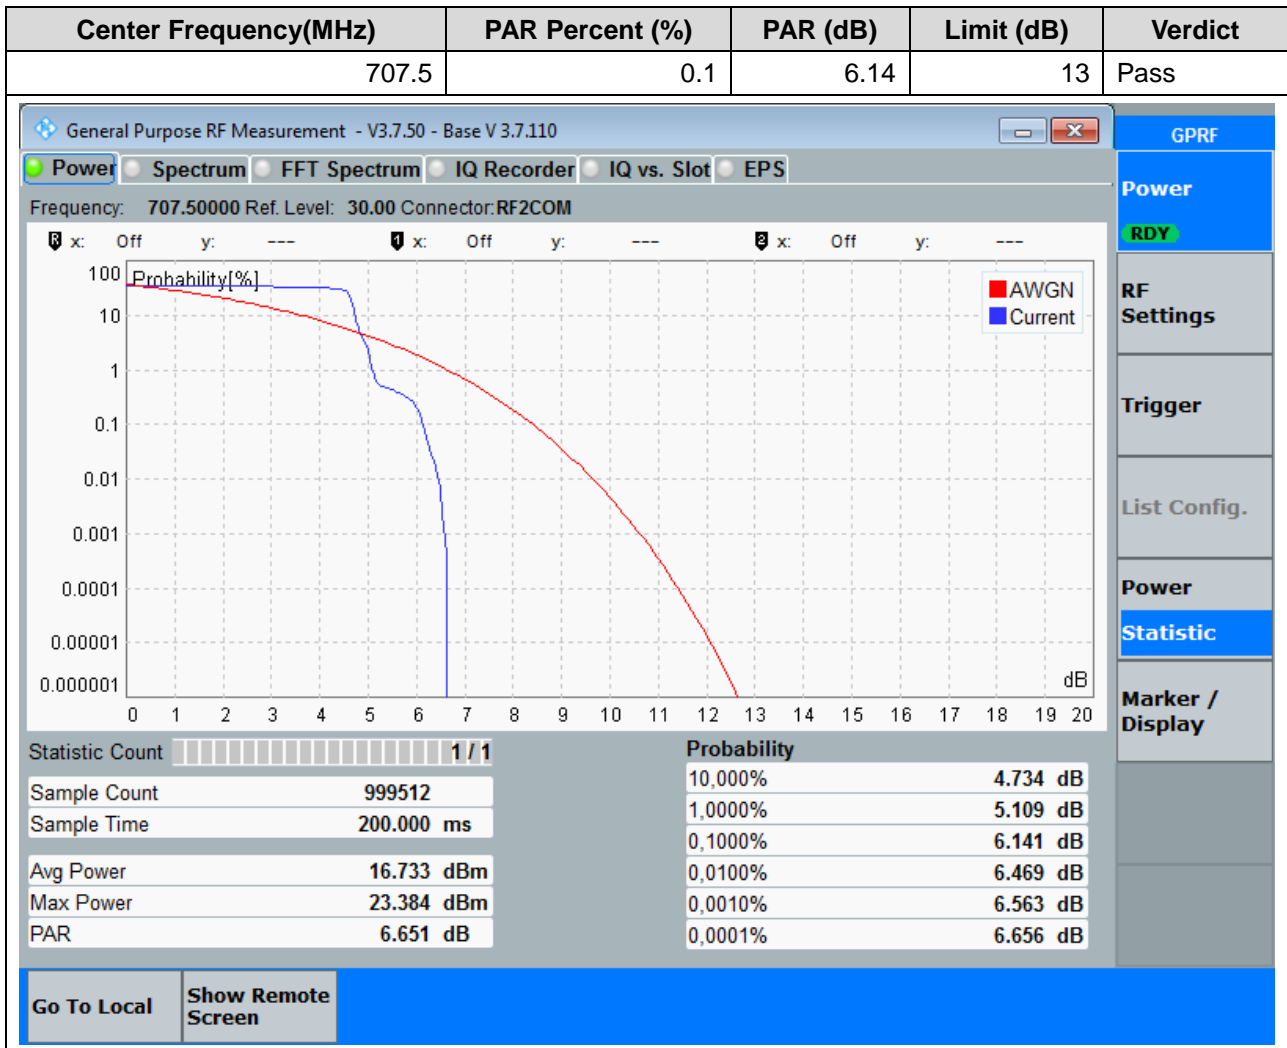 Center Frequency(MHz) PAR Percent (%) PAR (dB) Limit (dB) Verdict
707.5 0.1 6.14 13 Pass
General Purpose RF Measurement - V3.7.50 - Base V 3.7.110
GPRF
Power Spectrum FFT Spectrum IQ Recorder IQ vs. Slot EPS
Power
RDY
Frequency: 707.50000 Ref. Level: 30.00 Connector:RF2COM
R x: Off y: --- 1 x: Off y: --- 2 x: Off y: ---
Probability[%]
AWGN
Current
100
10
1
0.1
0.01
0.001
0.0001
0.00001
0.000001
dB
0 1 2 3 4 5 6 7 8 9 10 11 12 13 14 15 16 17 18 19 20
RF
Settings
Trigger
List Config.
Power
Statistic
Marker /
Display
Statistic Count 1 / 1
Sample Count 999512
Sample Time 200.000 ms
Avg Power 16.733 dBm
Max Power 23.384 dBm
PAR 6.651 dB
Probability
10,000% 4.734 dB
1,0000% 5.109 dB
0,1000% 6.141 dB
0,0100% 6.469 dB
0,0010% 6.563 dB
0,0001% 6.656 dB
Go To Local
Show Remote
Screen